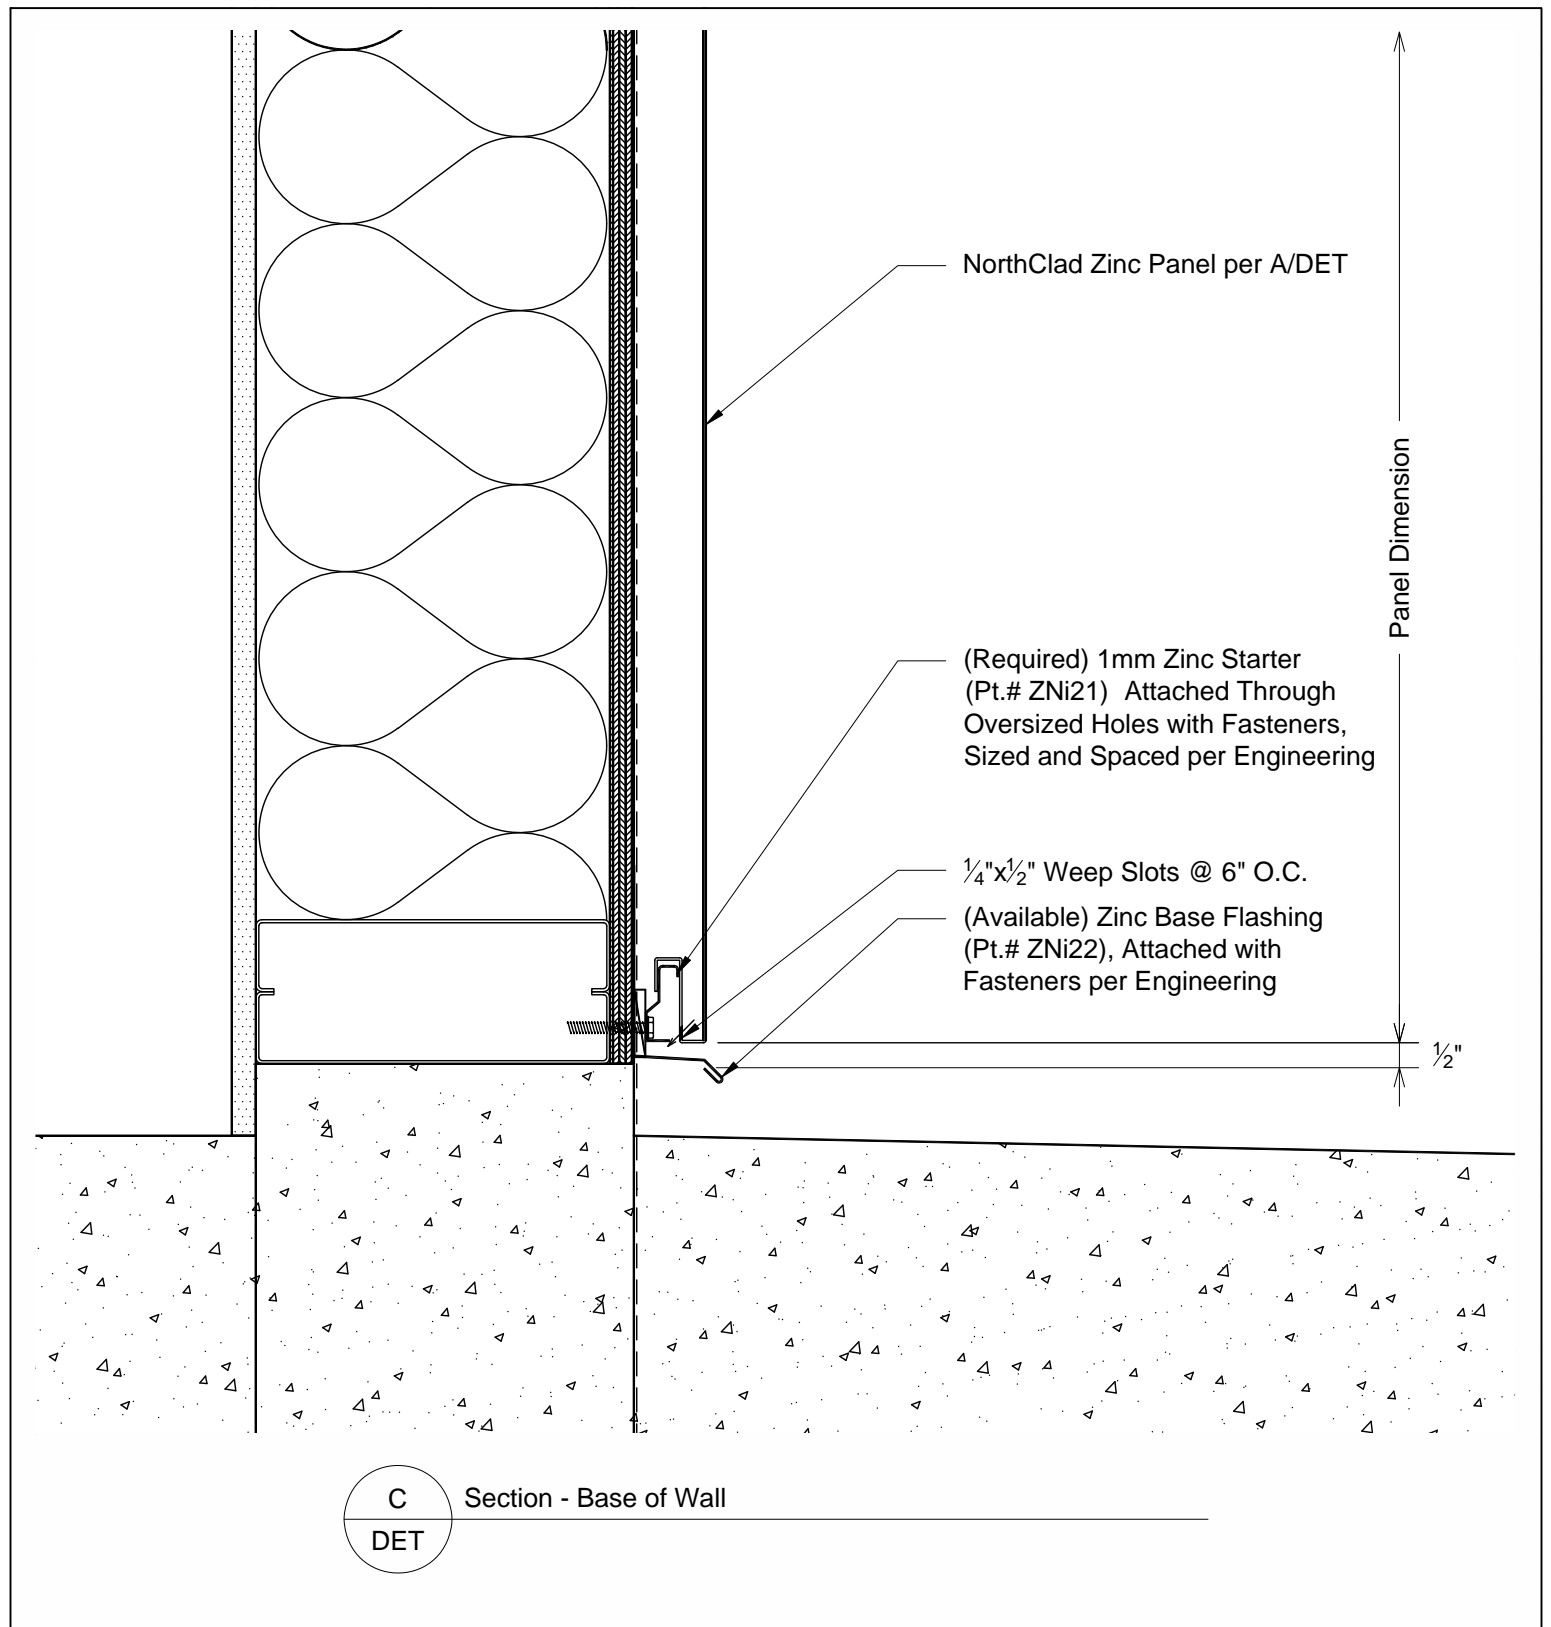 NorthClad Zinc Panel per A/DET
Panel Dimension
(Required) 1mm Zinc Starter
(Pt.# ZNi21) Attached Through
Oversized Holes with Fasteners,
Sized and Spaced per Engineering
¼"x½" Weep Slots @ 6" O.C.
(Available) Zinc Base Flashing
(Pt.# ZNi22), Attached with
Fasteners per Engineering
½"
C
DET
Section - Base of Wall